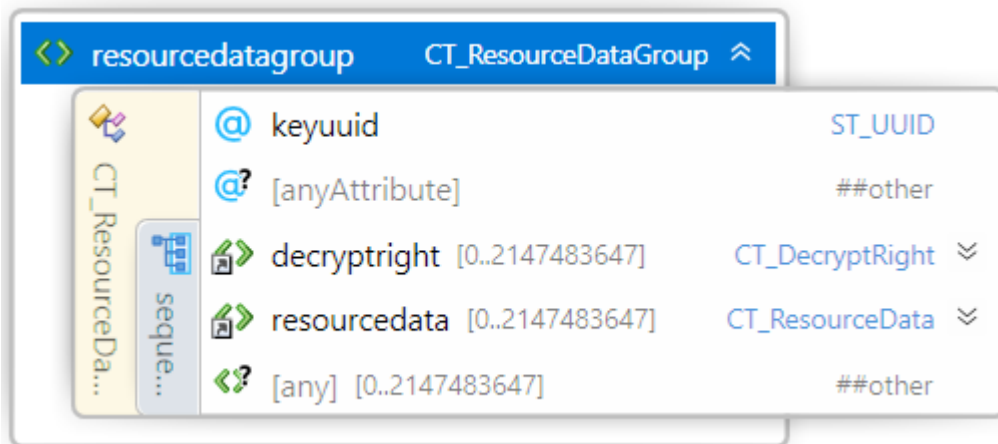 resourcedatagroup CT_ResourceDataGroup
CT_ResourceDa...
seque...
@ keyuuid ST_UUID
@? [anyAttribute] ##other
decryptright [0..2147483647] CT_DecryptRight
resourcedata [0..2147483647] CT_ResourceData
<>? [any] [0..2147483647] ##other